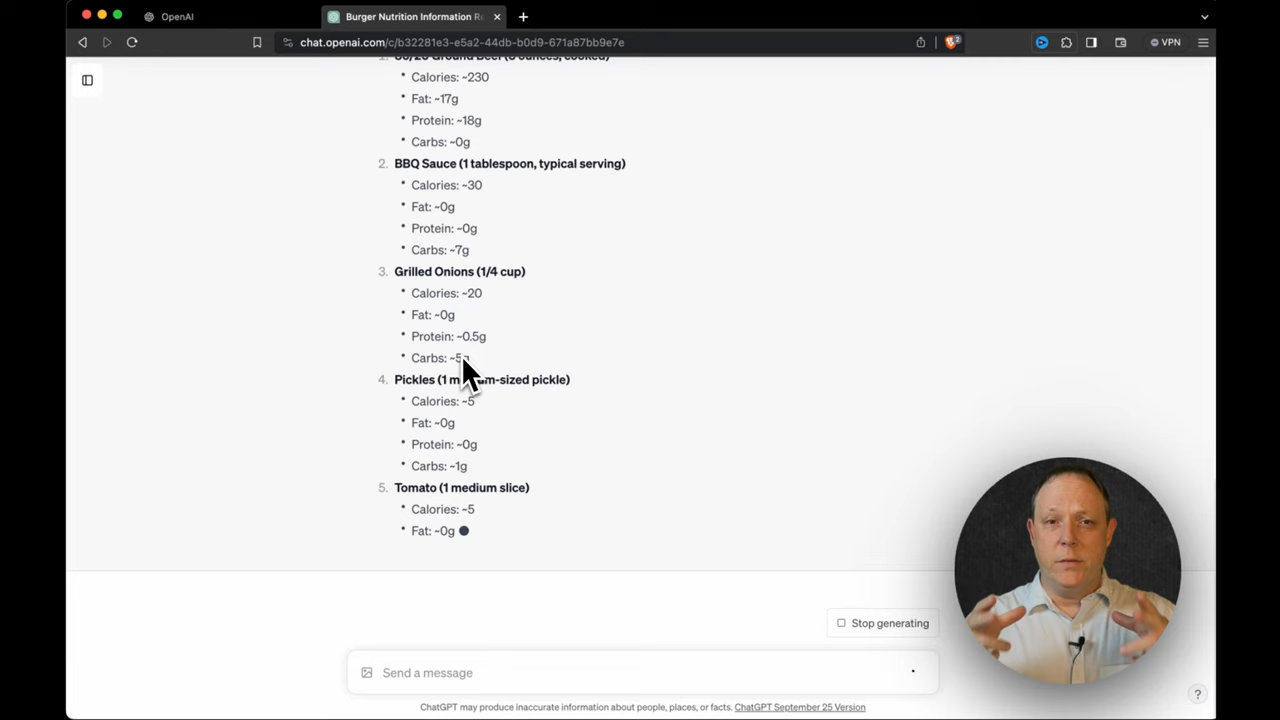 OpenAI
Burger Nutrition Information Re
chat.openai.com/c/b32281e3-e5a2-44db-b0d9-671a87bb9e7e
2
VPN
Calories: ~230
Fat: ~17g
Protein: ~18g
Carbs: ~0g
2. BBQ Sauce (1 tablespoon, typical serving)
Calories: ~30
Fat: ~0g
Protein: ~0g
Carbs: ~7g
3. Grilled Onions (1/4 cup)
Calories: ~20
Fat: ~0g
Protein: ~0.5g
Carbs: ~5g
4. Pickles (1 medium-sized pickle)
Calories: ~5
Fat: ~0g
Protein: ~0g
Carbs: ~1g
5. Tomato (1 medium slice)
Calories: ~5
Fat: ~0g
Stop generating
Send a message
ChatGPT may produce inaccurate information about people, places, or facts. ChatGPT September 25 Version
?